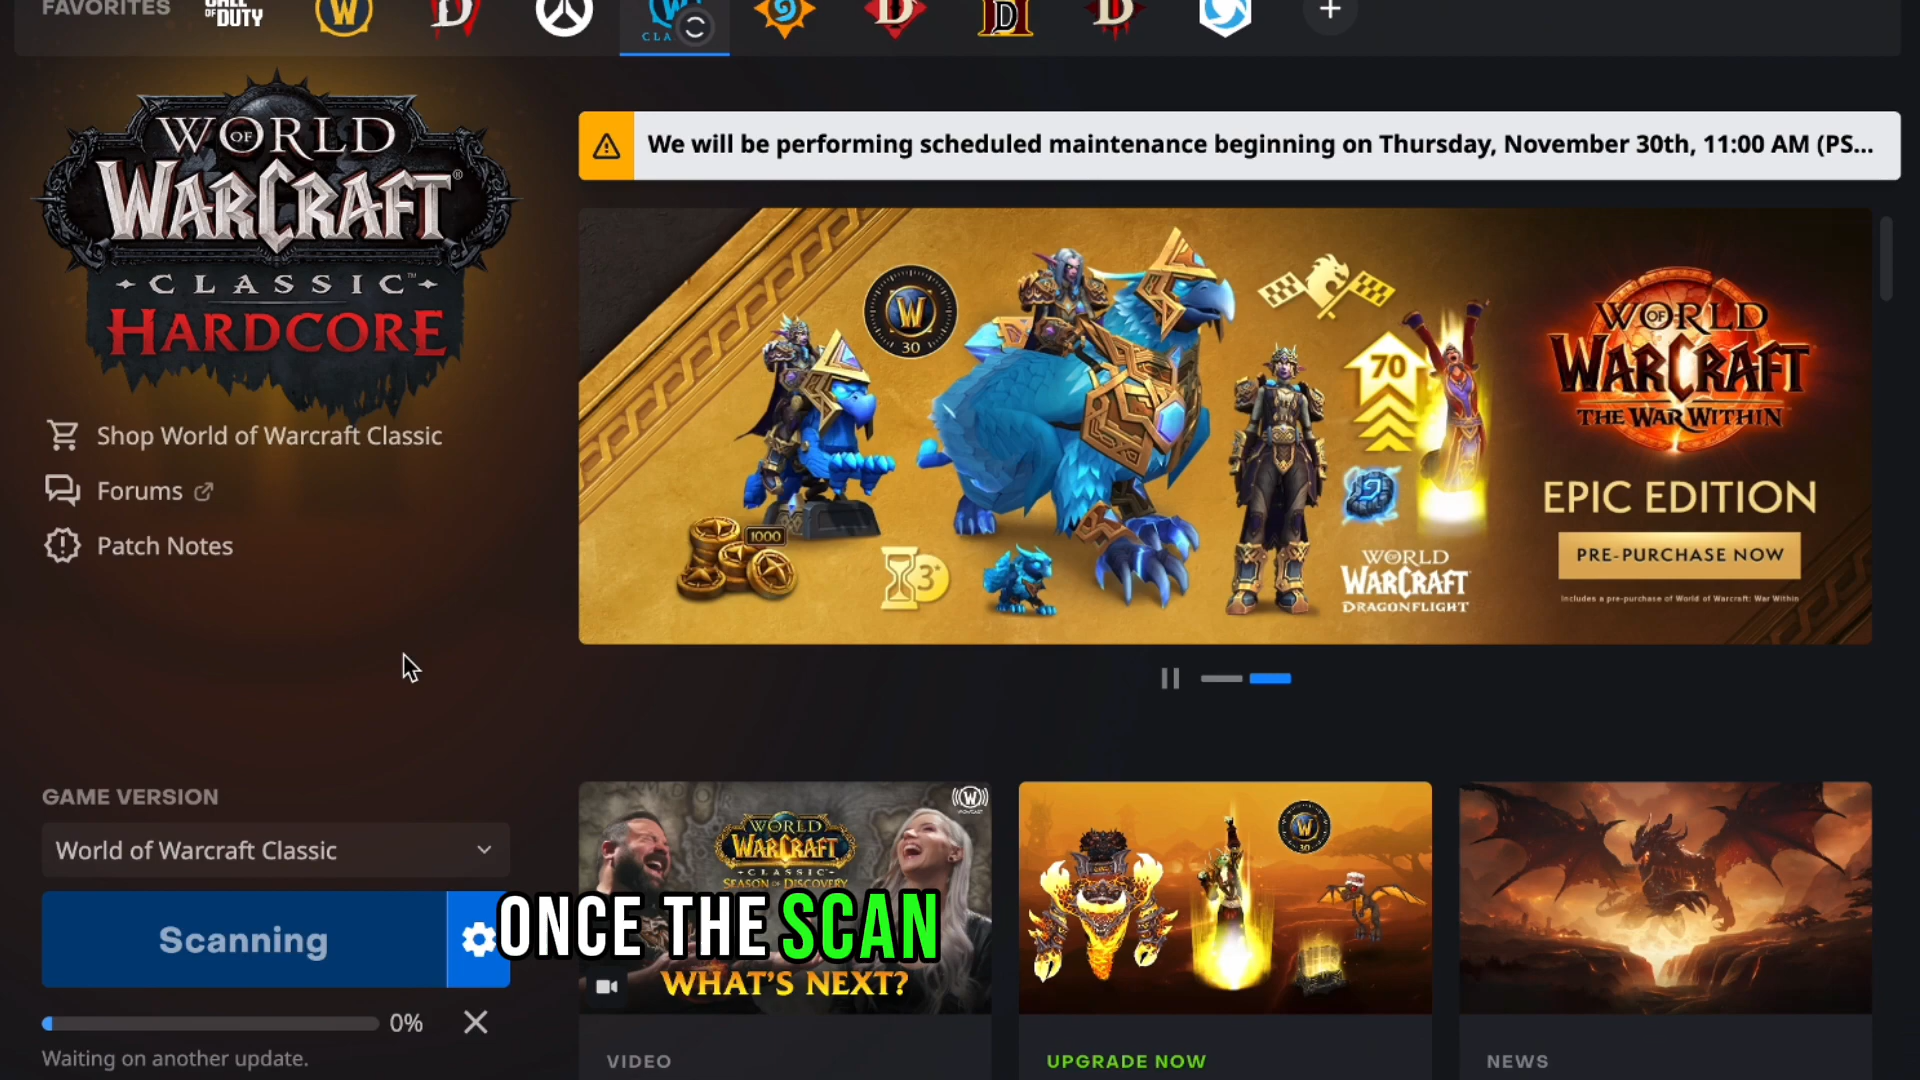 FAVORITES
CALL OF DUTY
W
D
CLA
D
D
D
WORLD OF WARCRAFT
CLASSIC™
HARDCORE
Shop World of Warcraft Classic
Forums
Patch Notes
We will be performing scheduled maintenance beginning on Thursday, November 30th, 11:00 AM (PS...
W
30
70
1000
3*
WORLD OF WARCRAFT
DRAGONFLIGHT
WORLD OF WARCRAFT
THE WAR WITHIN
EPIC EDITION
PRE-PURCHASE NOW
Includes a pre-purchase of World of Warcraft: War Within
GAME VERSION
World of Warcraft Classic
Scanning
0%
Waiting on another update.
WORLD OF WARCRAFT
CLASSIC
SEASON OF DISCOVERY
ONCE THE SCAN
WHAT'S NEXT?
W
30
VIDEO
UPGRADE NOW
NEWS